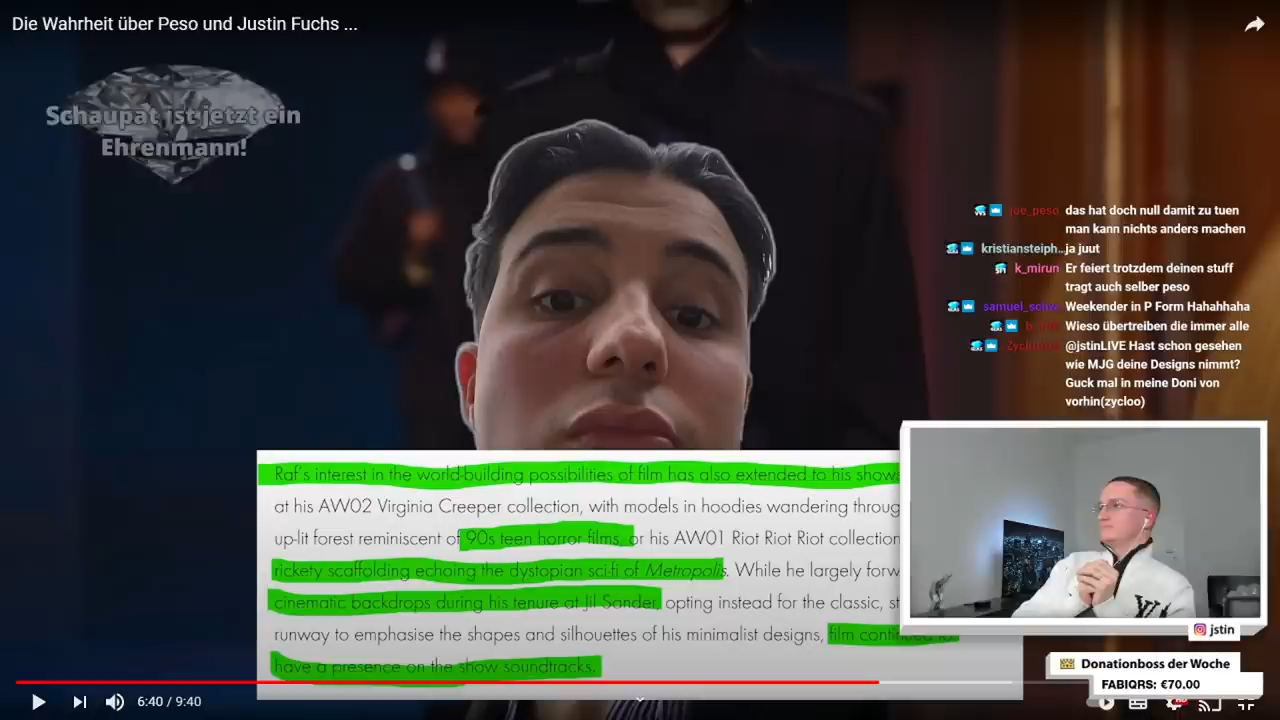 Die Wahrheit über Peso und Justin Fuchs ...
Schaupat ist jetzt ein
Ehrenmann!
joe_peso das hat doch null damit zu tuen
man kann nichts anders machen
kristiansteiph... ja juut
k_mirun Er feiert trotzdem deinen stuff
tragt auch selber peso
Weekender in P Form Hahahhaha
Wieso übertreiben die immer alle
@jstinLIVE Hast schon gesehen
wie MJG deine Designs nimmt?
Guck mal in meine Doni von
vorhin(zycloo)
Raf's interest in the world-building possibilities of film has also extended to his shows
at his AW02 Virginia Creeper collection, with models in hoodies wandering throug
up-lit forest reminiscent of 90s teen horror films, or his AW01 Riot Riot Riot collection
rickety scaffolding echoing the dystopian sci-fi of Metropolis. While he largely forw
cinematic backdrops during his tenure at Jil Sander, opting instead for the classic, st
runway to emphasise the shapes and silhouettes of his minimalist designs, film continued to
have a presence on the show soundtracks.
jstin
Donationboss der Woche
FABIQRS: €70.00
6:40 / 9:40